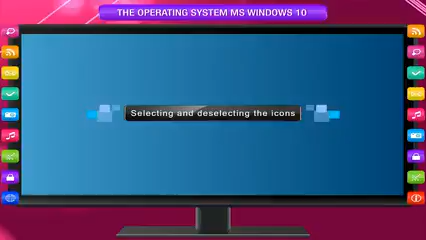 THE OPERATING SYSTEM MS WINDOWS 10
Selecting and deselecting the icons